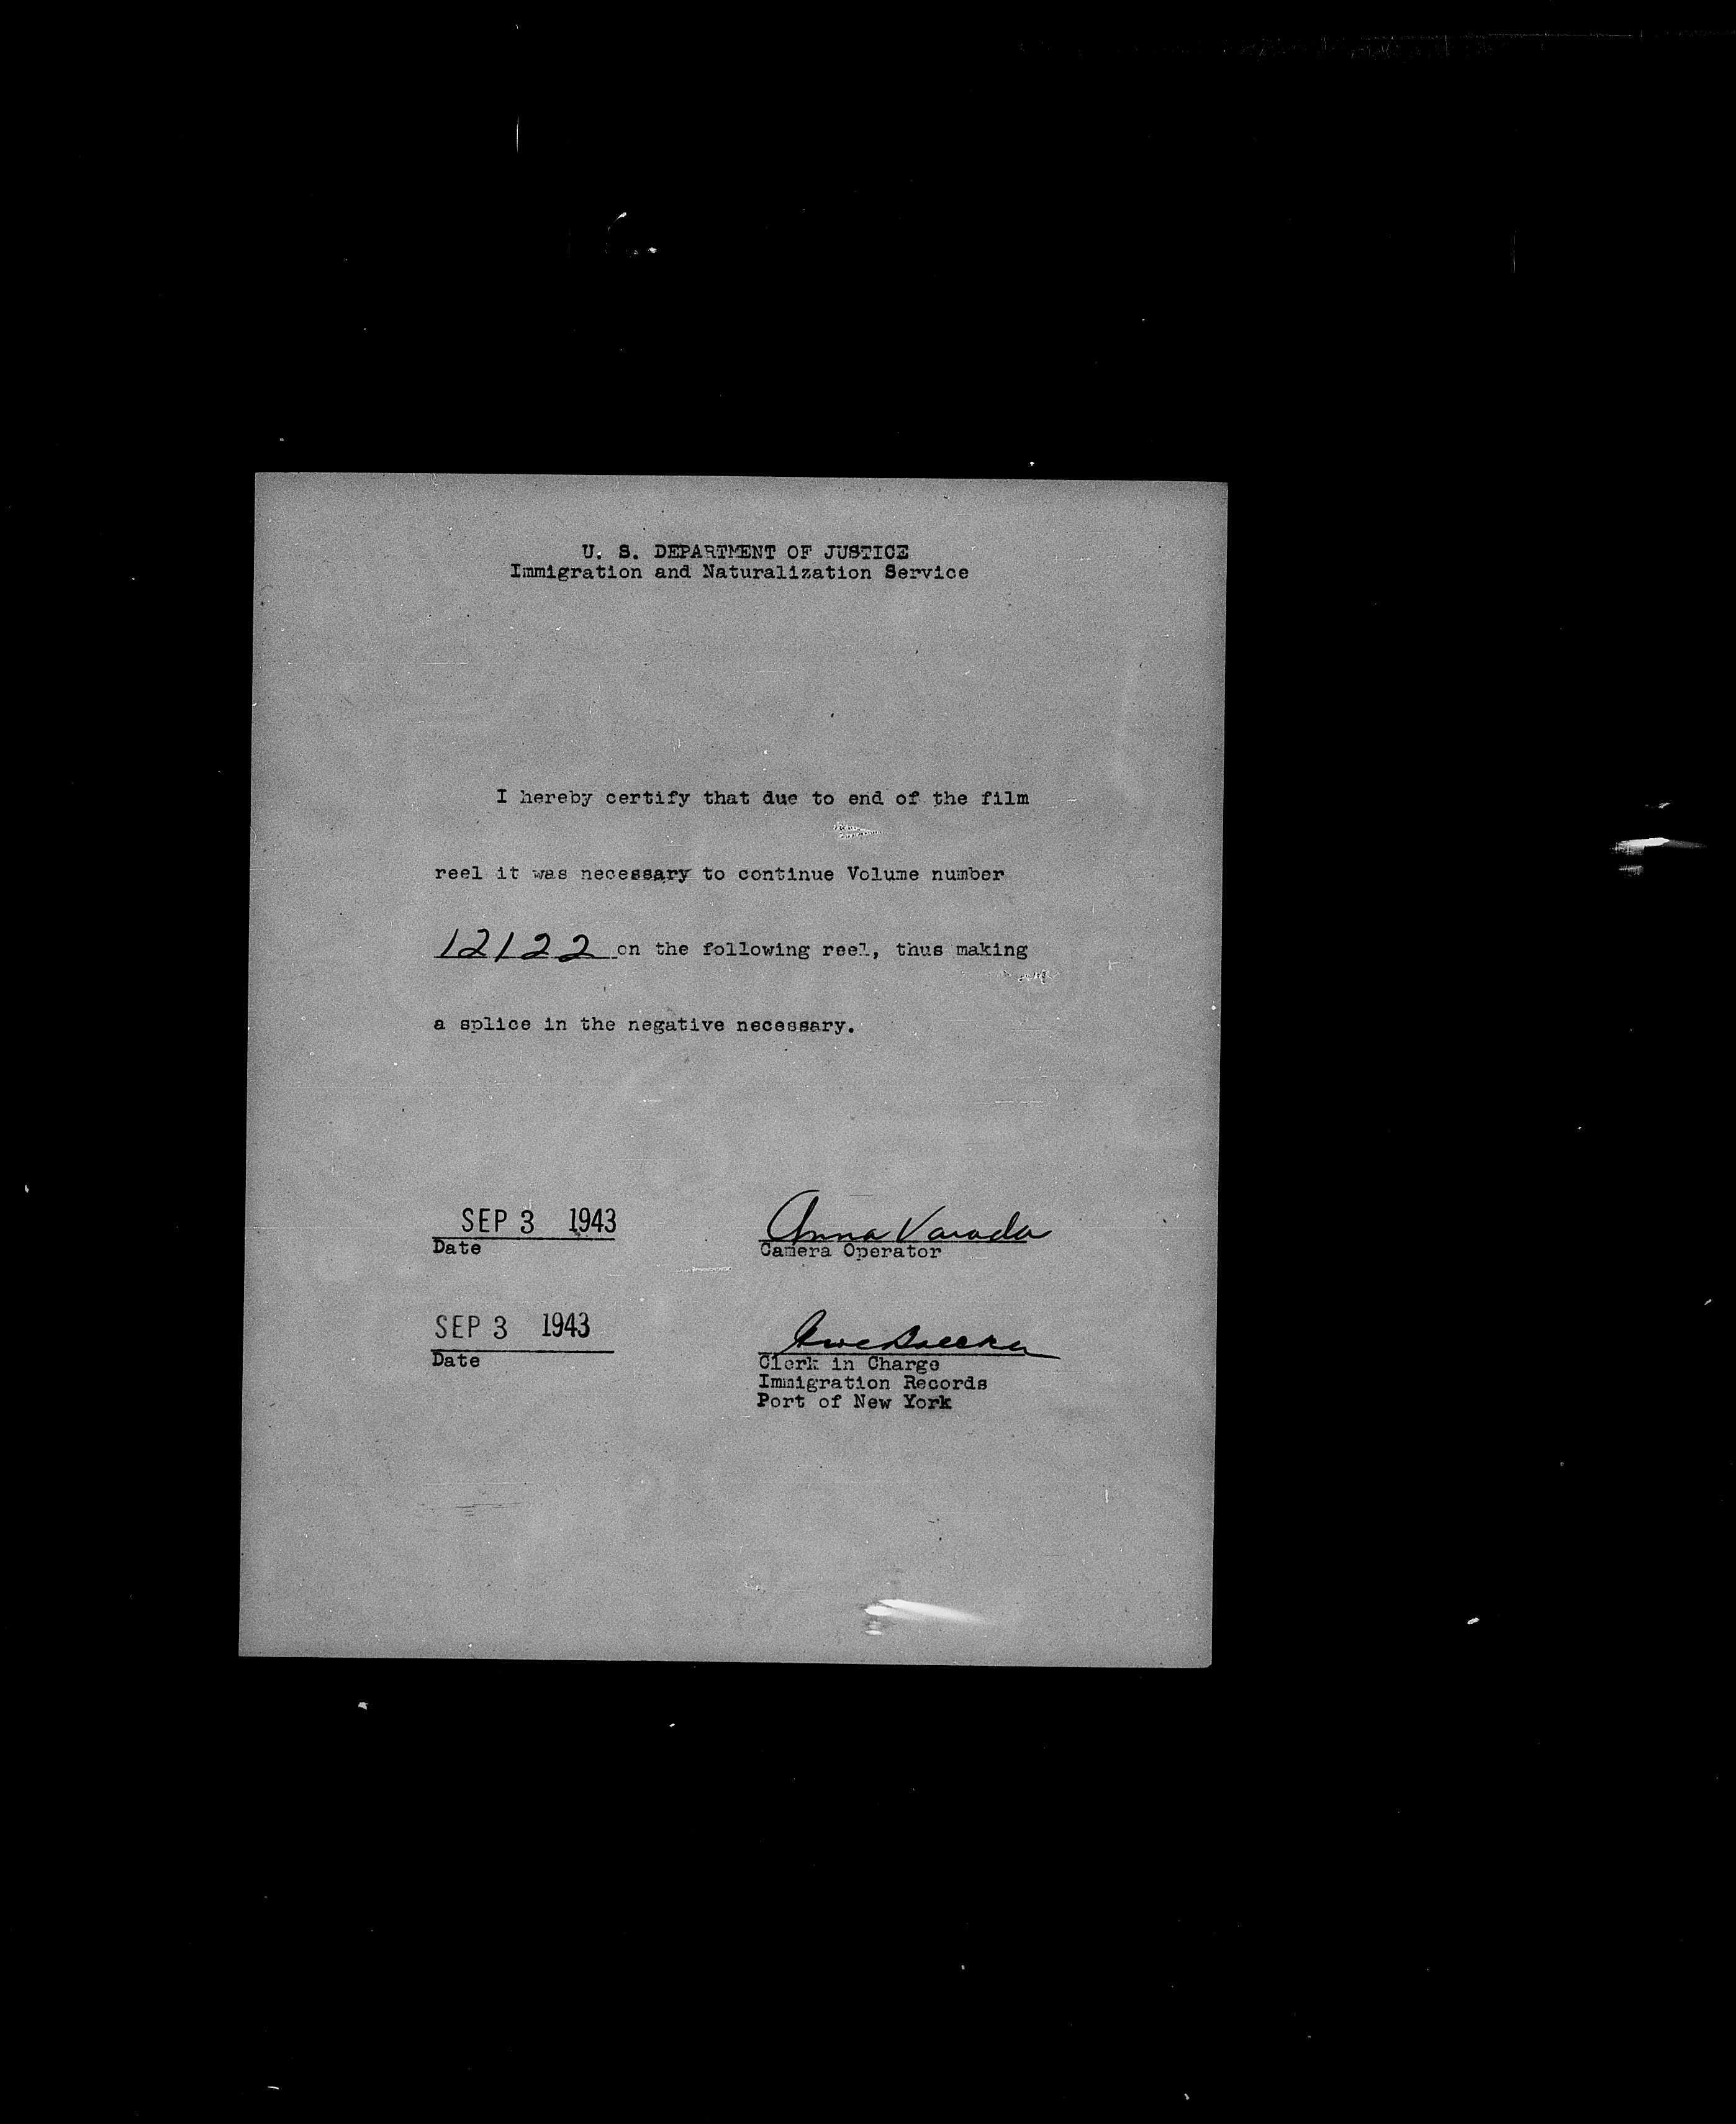 U. S. DEPARTMENT OF JUSTICE
Immigration and Naturalization Service
I hereby certify that due to end of the film
reel it was necessary to continue Volume number
12122 on the following reel, thus making
a splice in the negative necessary.
SEP 3 1943
Date
Anna Varada
Camera Operator
SEP 3 1943
Date
Clerk in Charge
Immigration Records
Port of New York